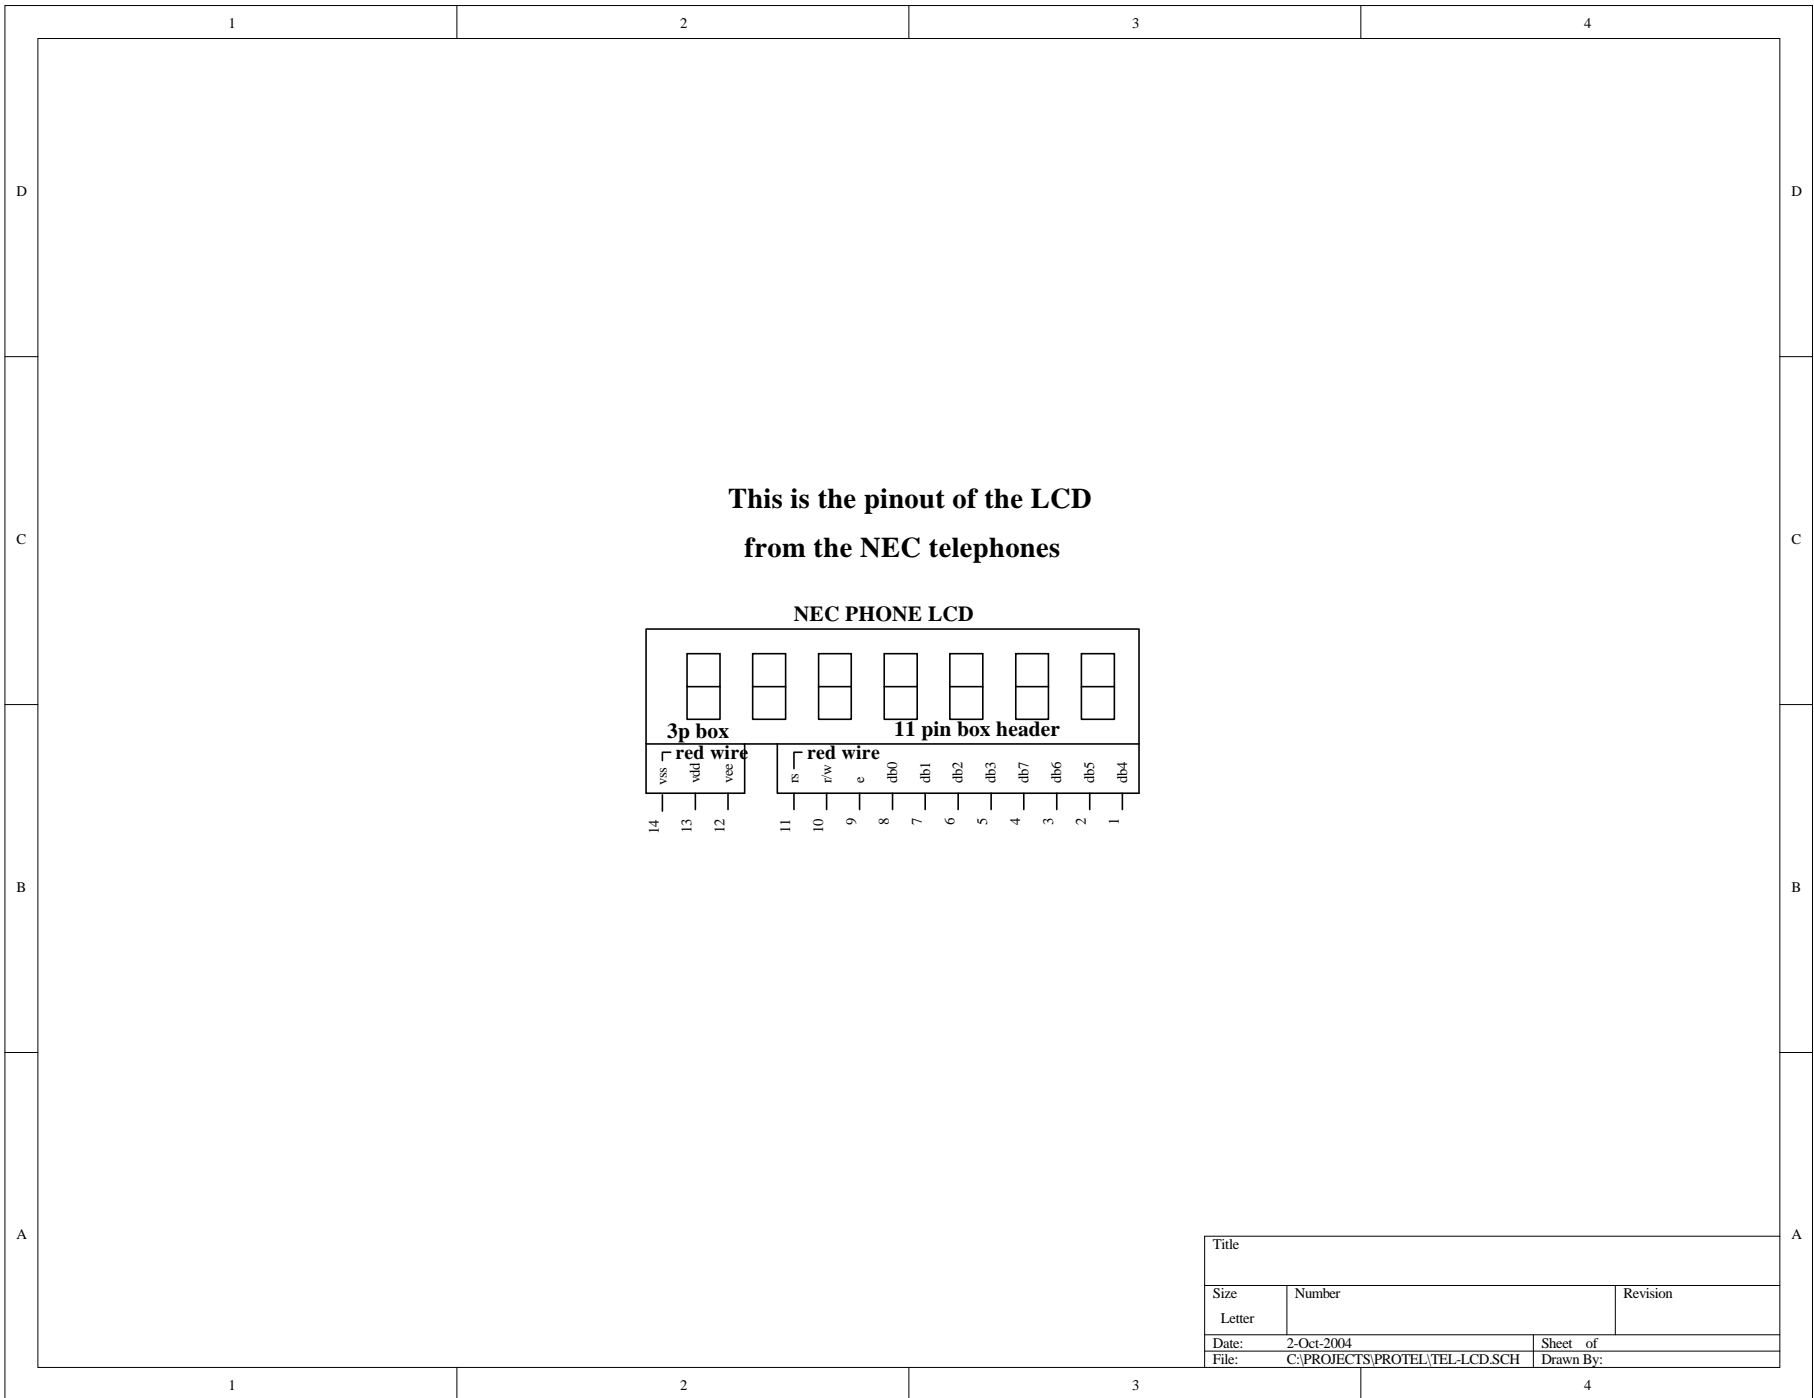 1 2 3 4
D D
This is the pinout of the LCD
C C
from the NEC telephones
NEC PHONE LCD
3p box 11 pin box header
red wire red wire
vss vdd vee rs r/w e db0 db1 db2 db3 db7 db6 db5 db4
14 13 12 11 10 9 8 7 6 5 4 3 2 1
B B
A A
Title
Size Number Revision
Letter
Date: 2-Oct-2004 Sheet of
File: C:\PROJECTS\PROTEL\TEL-LCD.SCH Drawn By:
1 2 3 4